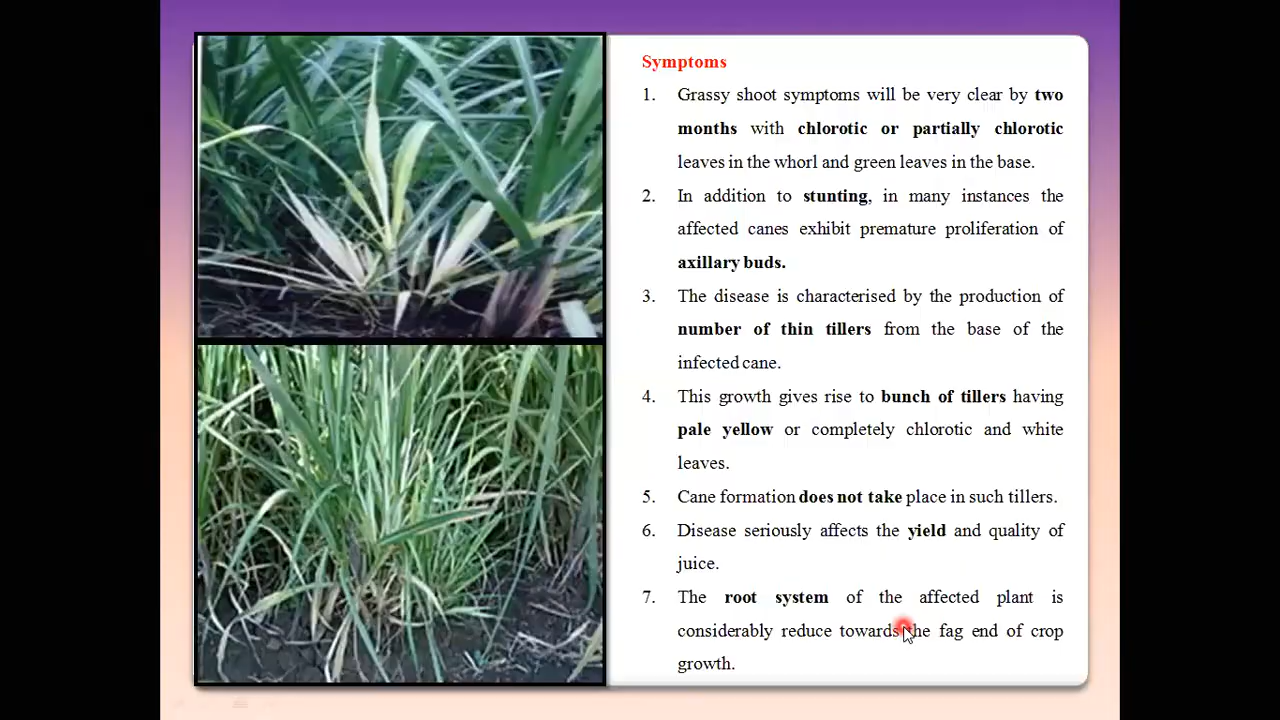 Symptoms
1. Grassy shoot symptoms will be very clear by two
months with chlorotic or partially chlorotic
leaves in the whorl and green leaves in the base.
2. In addition to stunting, in many instances the
affected canes exhibit premature proliferation of
axillary buds.
3. The disease is characterised by the production of
number of thin tillers from the base of the
infected cane.
4. This growth gives rise to bunch of tillers having
pale yellow or completely chlorotic and white
leaves.
5. Cane formation does not take place in such tillers.
6. Disease seriously affects the yield and quality of
juice.
7. The root system of the affected plant is
considerably reduce towards the fag end of crop
growth.